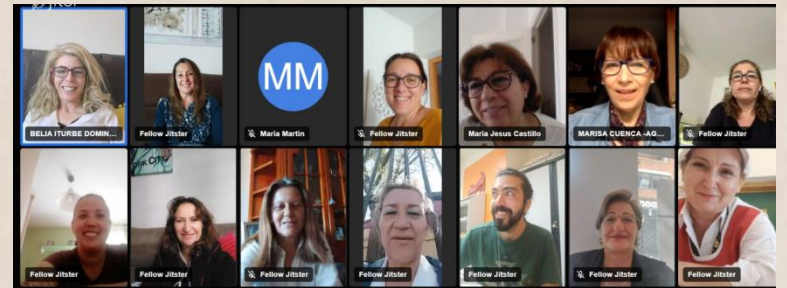 MM
BELIA ITURBE DOMIN...
Fellow Jitster
Maria Martin
Fellow Jitster
Maria Jesus Castillo
MARISA CUENCA -AG...
Fellow Jitster
Fellow Jitster
Fellow Jitster
Fellow Jitster
Fellow Jitster
Fellow Jitster
Fellow Jitster
Fellow Jitster